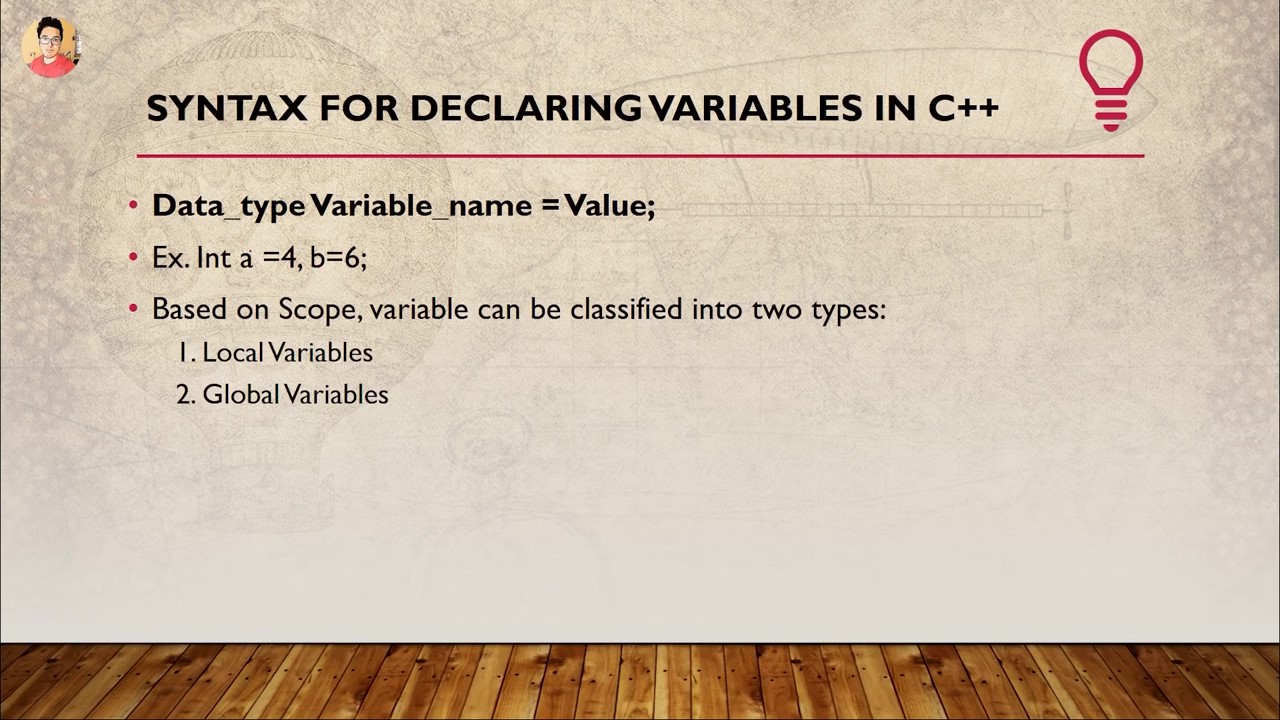 SYNTAX FOR DECLARING VARIABLES IN C++
Data_type Variable_name = Value;
Ex. Int a =4, b=6;
Based on Scope, variable can be classified into two types:
1. Local Variables
2. Global Variables